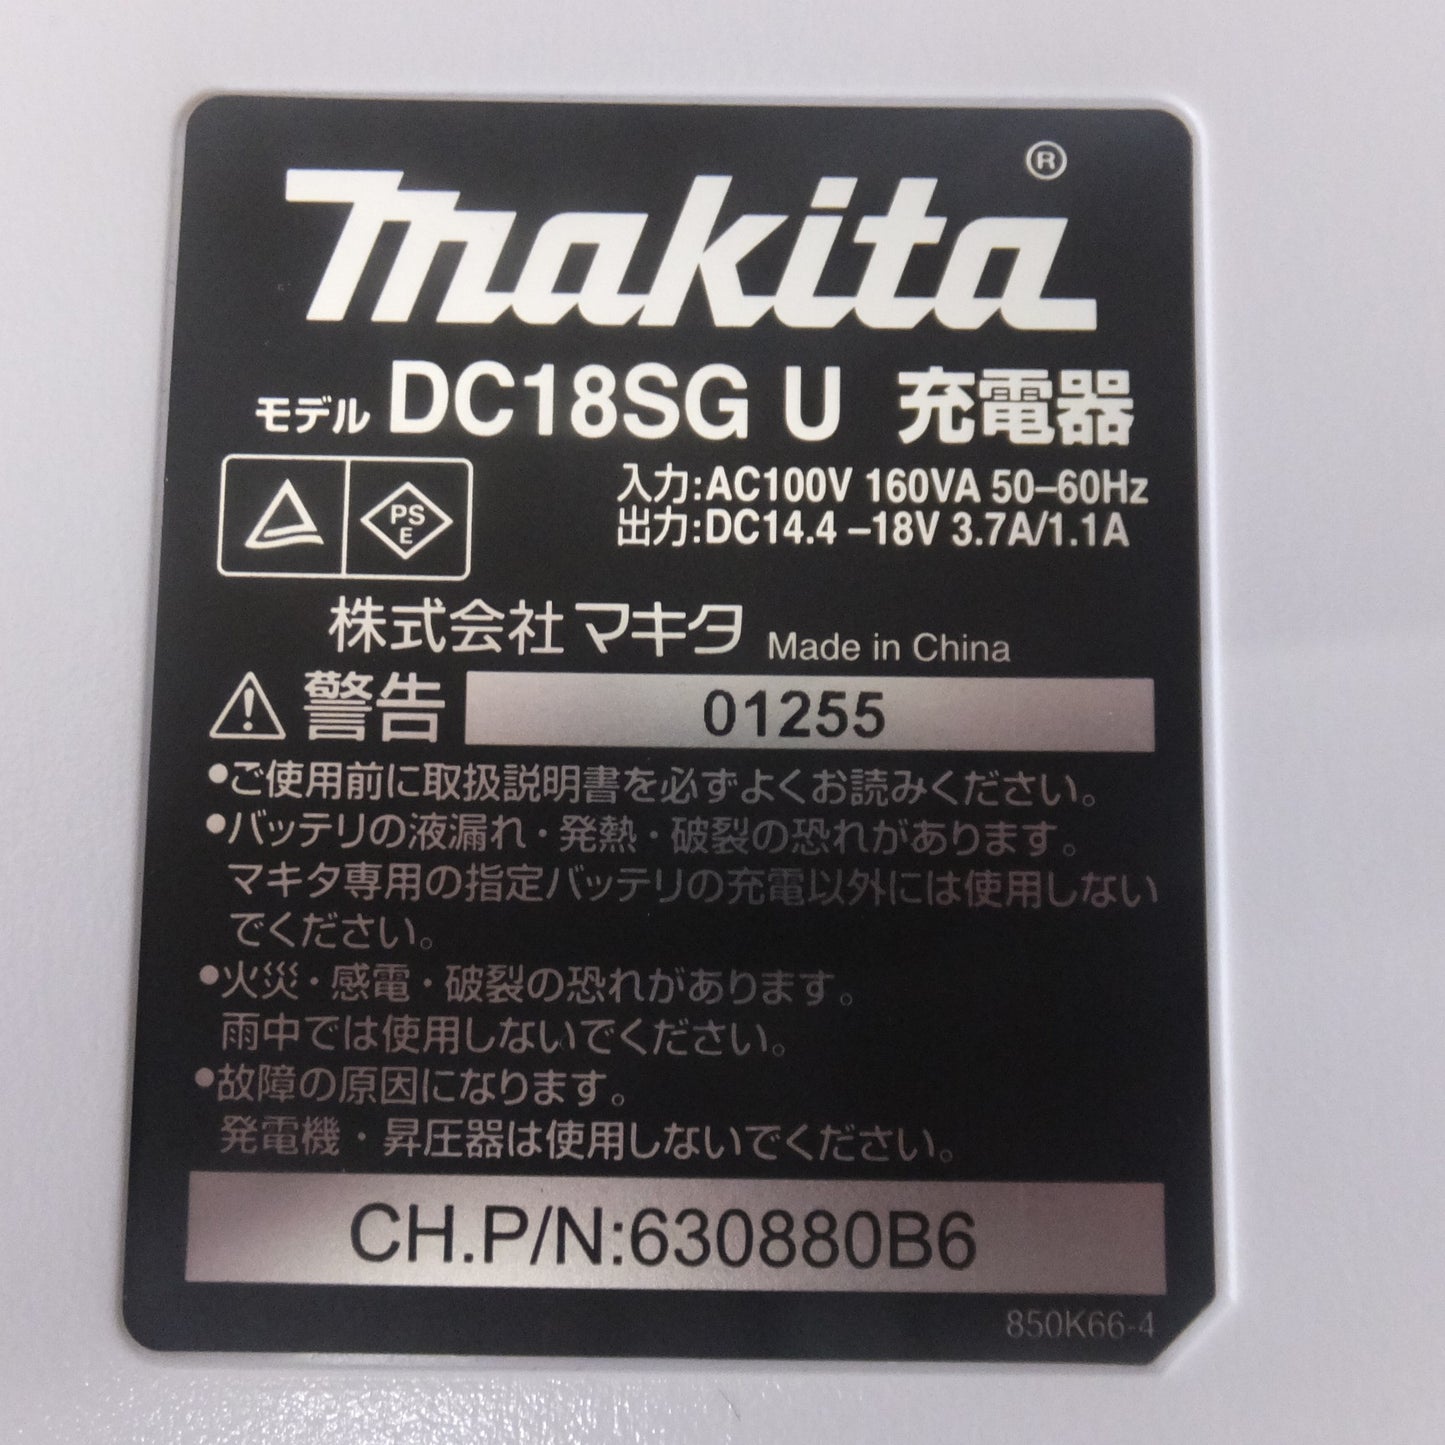 makita®
モデル DC18SG U 充電器
入力:AC100V 160VA 50–60Hz
出力:DC14.4 –18V 3.7A/1.1A
PS
E
株式会社マキタ Made in China
警告 01255
•ご使用前に取扱説明書を必ずよくお読みください。
•バッテリの液漏れ・発熱・破裂の恐れがあります。
マキタ専用の指定バッテリの充電以外には使用しない
でください。
•火災・感電・破裂の恐れがあります。
雨中では使用しないでください。
•故障の原因になります。
発電機・昇圧器は使用しないでください。
CH.P/N:630880B6
850K66-4